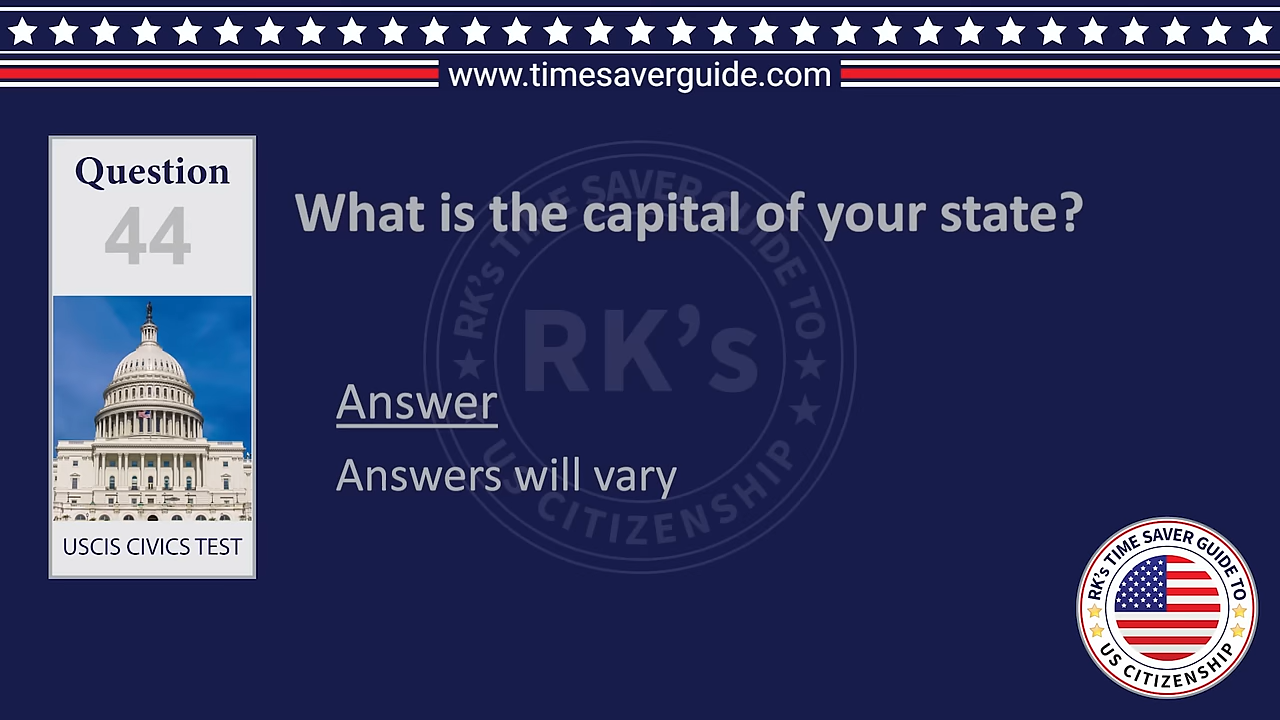 www.timesaverguide.com
Question
44
What is the capital of your state?
RK's TIME SAVER GUIDE TO
RK's
US CITIZENSHIP
Answer
Answers will vary
USCIS CIVICS TEST
RK's TIME SAVER GUIDE TO
US CITIZENSHIP